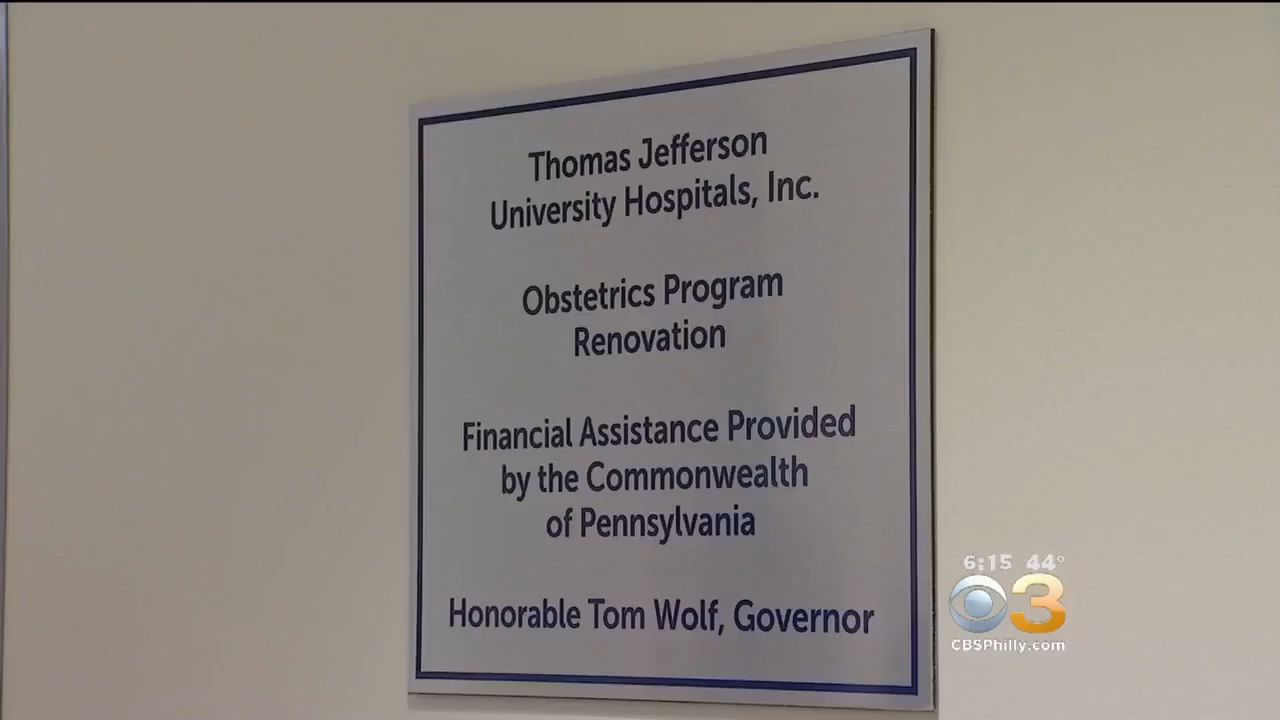 Thomas Jefferson
University Hospitals, Inc.
Obstetrics Program
Renovation
Financial Assistance Provided
by the Commonwealth
of Pennsylvania
Honorable Tom Wolf, Governor
6:15 44°
3
CBSPhilly.com